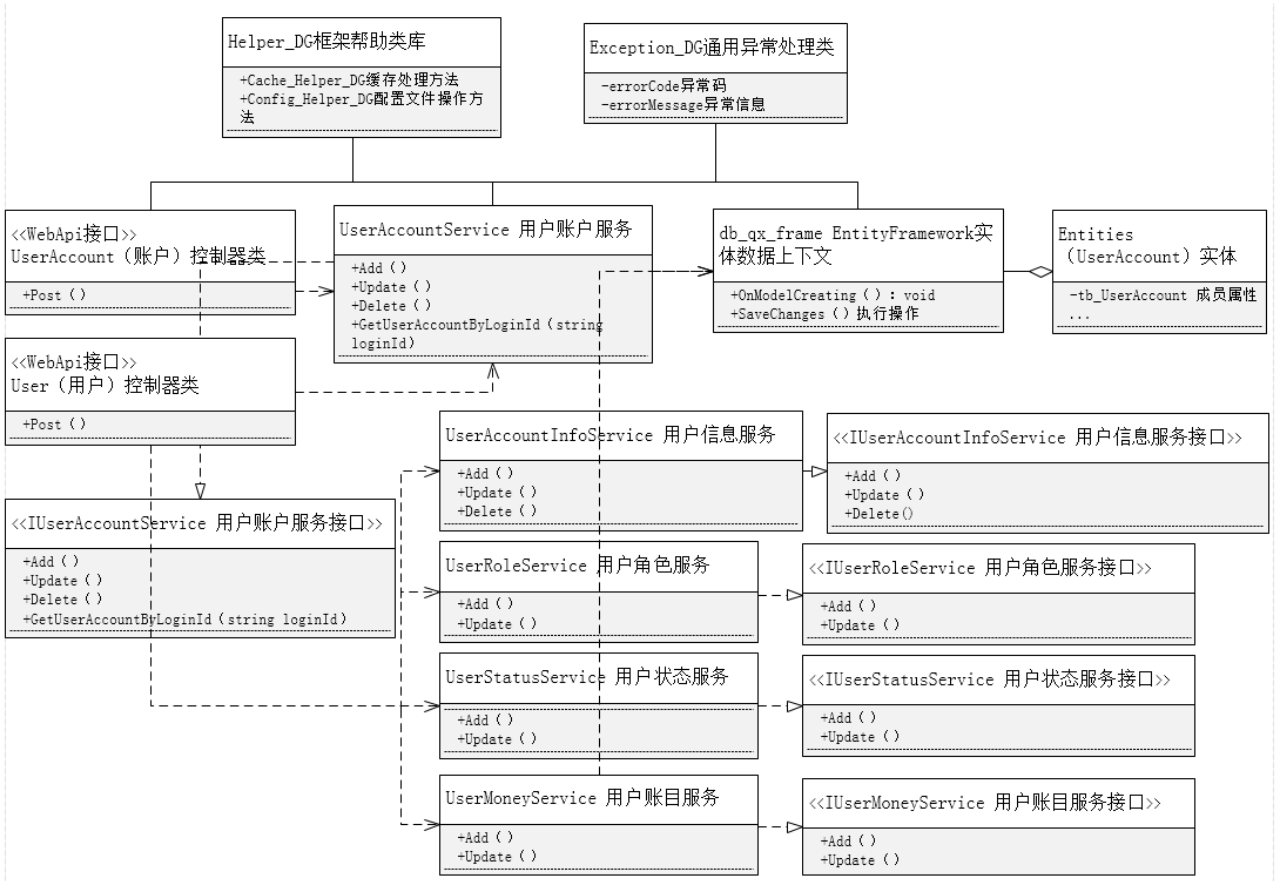 Helper_DG框架帮助类库
+Cache_Helper_DG缓存处理方法
+Config_Helper_DG配置文件操作方
法
Exception_DG通用异常处理类
-errorCode异常码
-errorMessage异常信息
<<WebApi接口>>
UserAccount（账户）控制器类
+Post（）
UserAccountService 用户账户服务
+Add（）
+Update（）
+Delete（）
+GetUserAccountByLoginId（string
loginId）
db_qx_frame EntityFramework实
体数据上下文
+OnModelCreating（）：void
+SaveChanges（）执行操作
Entities
（UserAccount）实体
-tb_UserAccount 成员属性
...
<<WebApi接口>>
User（用户）控制器类
+Post（）
<<IUserAccountService 用户账户服务接口>>
+Add（）
+Update（）
+Delete（）
+GetUserAccountByLoginId（string loginId）
UserAccountInfoService 用户信息服务
+Add（）
+Update（）
+Delete（）
<<IUserAccountInfoService 用户信息服务接口>>
+Add（）
+Update（）
+Delete()
UserRoleService 用户角色服务
+Add（）
+Update（）
<<IUserRoleService 用户角色服务接口>>
+Add（）
+Update（）
UserStatusService 用户状态服务
+Add（）
+Update（）
<<IUserStatusService 用户状态服务接口>>
+Add（）
+Update（）
UserMoneyService 用户账目服务
+Add（）
+Update（）
<<IUserMoneyService 用户账目服务接口>>
+Add（）
+Update（）